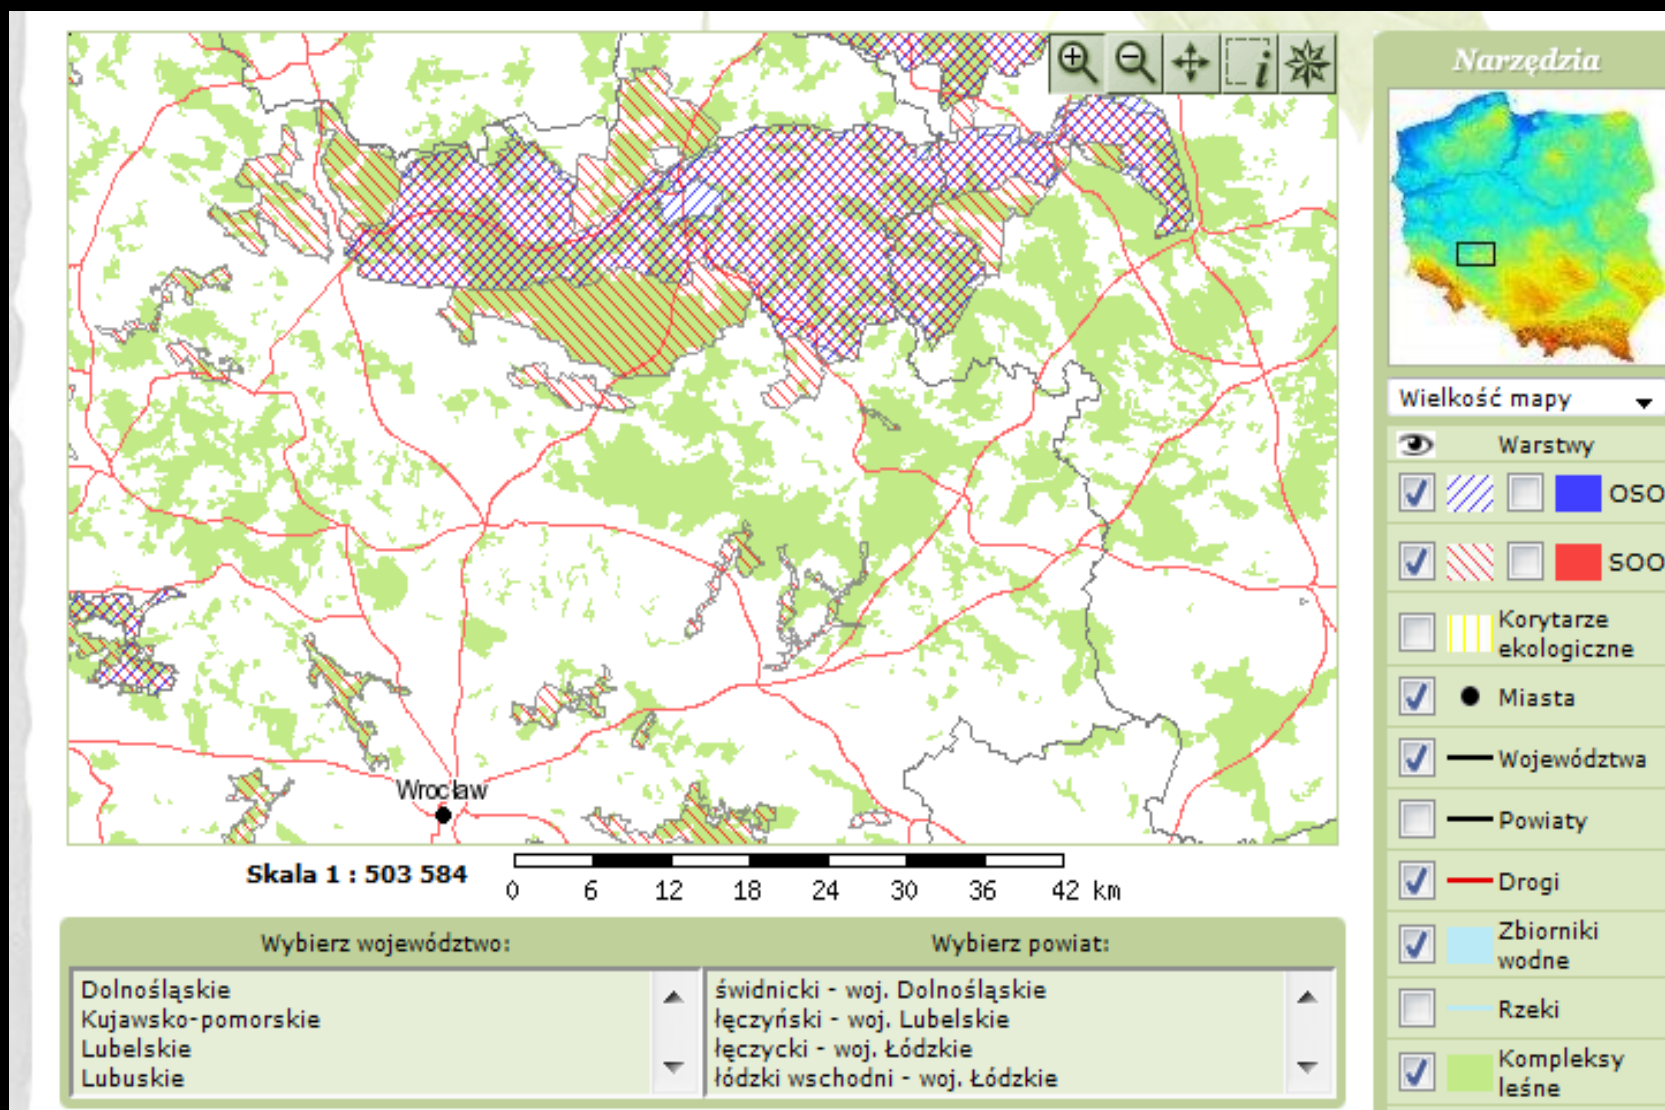 Narzędzia
Wielkość mapy
Warstwy
OSO
SOO
Korytarze
ekologiczne
Miasta
Województwa
Powiaty
Drogi
Zbiorniki
wodne
Rzeki
Kompleksy
leśne
Wrocław
Skala 1 : 503 584
0 6 12 18 24 30 36 42 km
Wybierz województwo:
Dolnośląskie
Kujawsko-pomorskie
Lubelskie
Lubuskie
Wybierz powiat:
świdnicki - woj. Dolnośląskie
łęczyński - woj. Lubelskie
łęczycki - woj. Łódzkie
łódzki wschodni - woj. Łódzkie